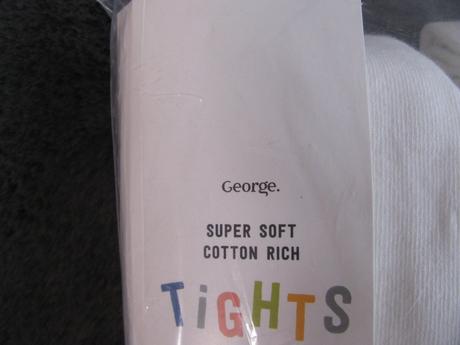 George.
SUPER SOFT
COTTON RICH
TiGHTS